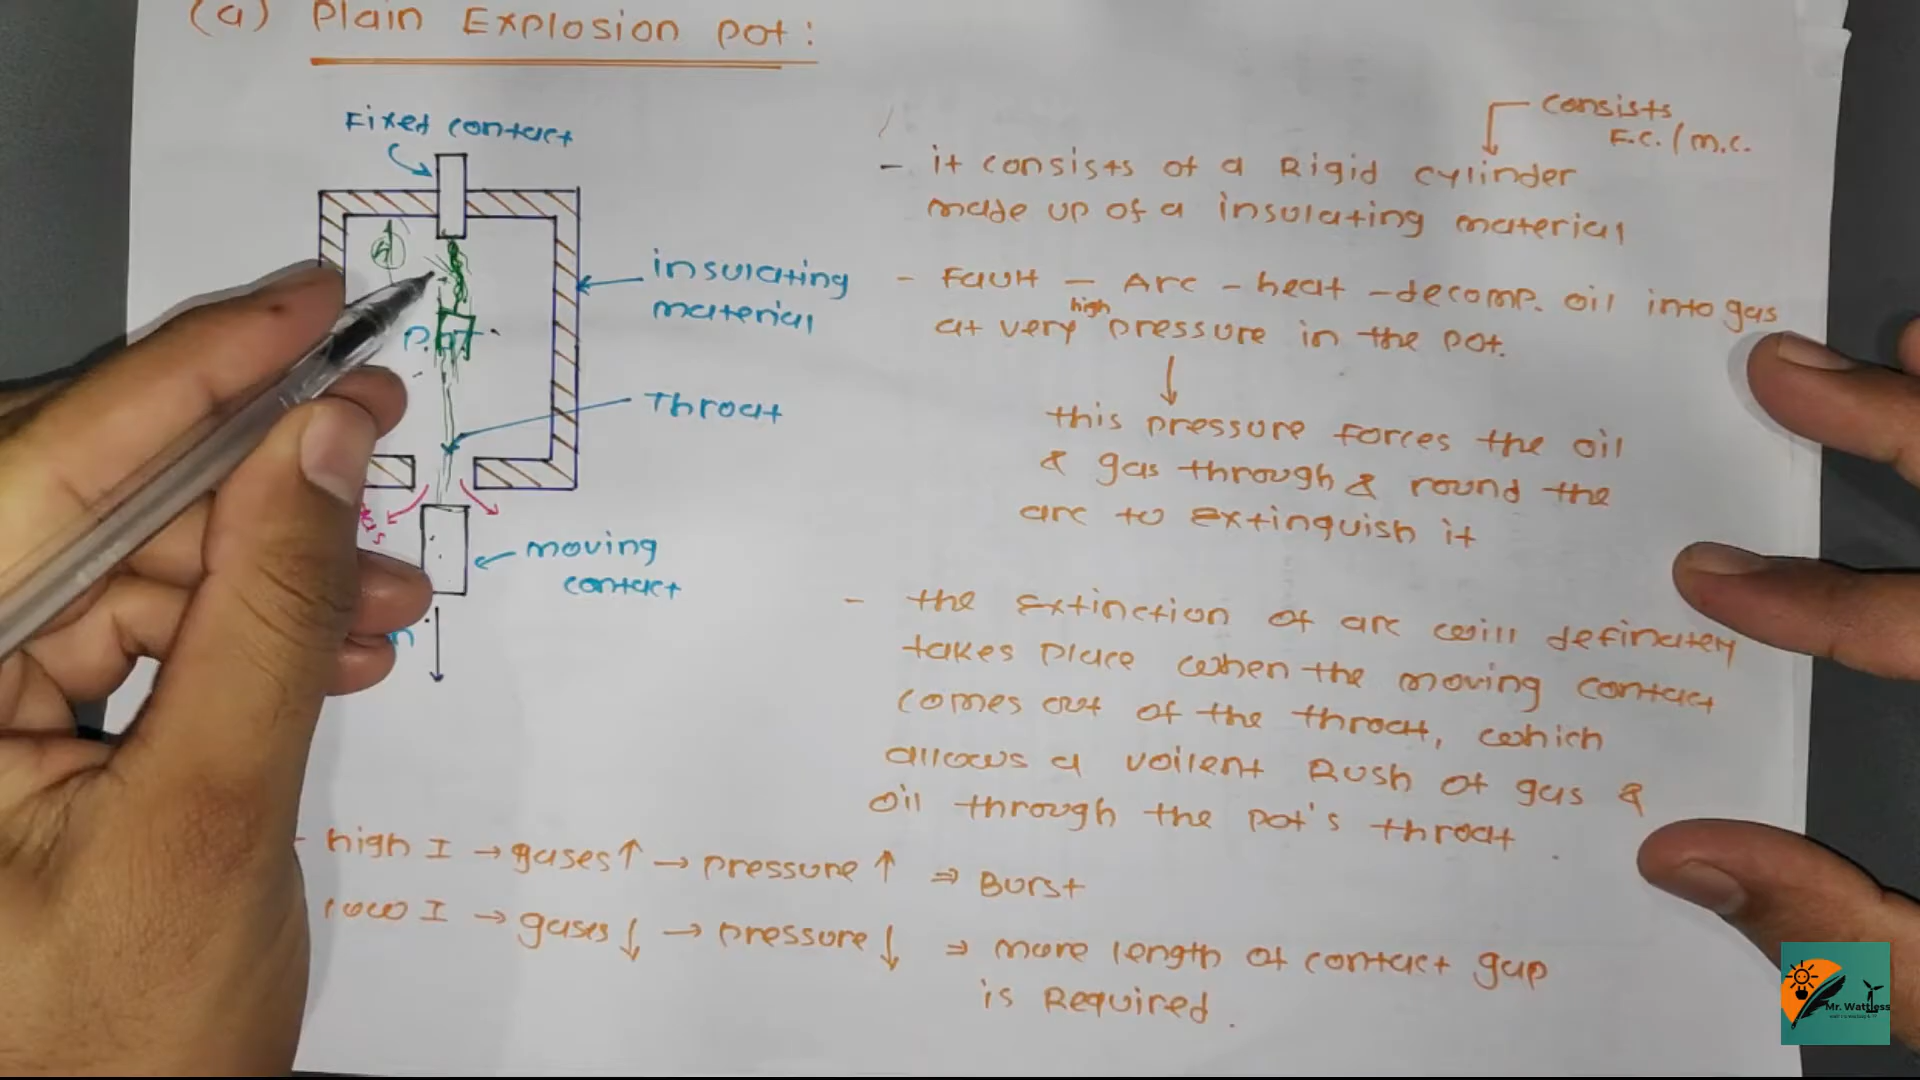 (a) Plain Explosion pot:
Fixed contact
insulating
material
Throat
moving
contact
consists
F.C. / M.C.
- it consists of a Rigid cylinder
made up of a insulating material
- Fault - Arc - heat - decomp. oil into gas
at very high pressure in the pot.
this pressure forces the oil
& gas through & round the
arc to extinguish it
- the extinction of arc will definately
takes place when the moving contact
comes out of the throat, which
allows a voilent Rush of gas &
oil through the pot's throat.
- high I → gases ↑ → pressure ↑ ⇒ Burst
low I → gases ↓ → pressure ↓ ⇒ more length of contact gap
is Required.
Mr. Wattless